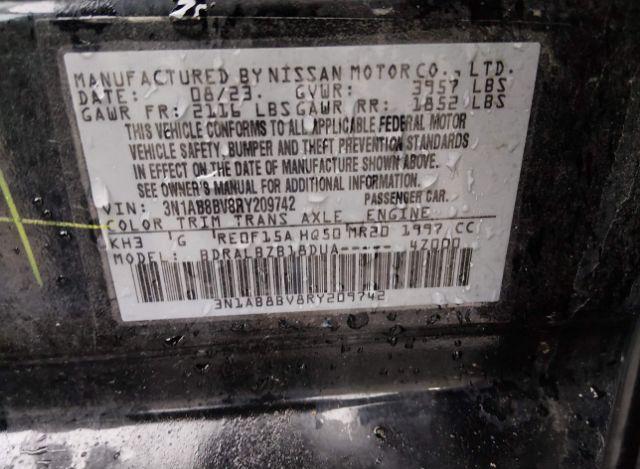 MANUFACTURED BY NISSAN MOTOR CO., LTD.
DATE: 08/23 GVWR: 3957 LBS
GAWR FR: 2116 LBS GAWR RR: 1852 LBS
THIS VEHICLE CONFORMS TO ALL APPLICABLE FEDERAL MOTOR
VEHICLE SAFETY, BUMPER AND THEFT PREVENTION STANDARDS
IN EFFECT ON THE DATE OF MANUFACTURE SHOWN ABOVE.
SEE OWNER'S MANUAL FOR ADDITIONAL INFORMATION.
VIN: 3N1AB8BV8RY209742 PASSENGER CAR.
COLOR TRIM TRANS AXLE ENGINE
KH3 G RE0F15A HQ50 MR20 1997 CC
MODEL: BDRALBZB18DUA----- 4Z000
3N1AB8BV8RY209742